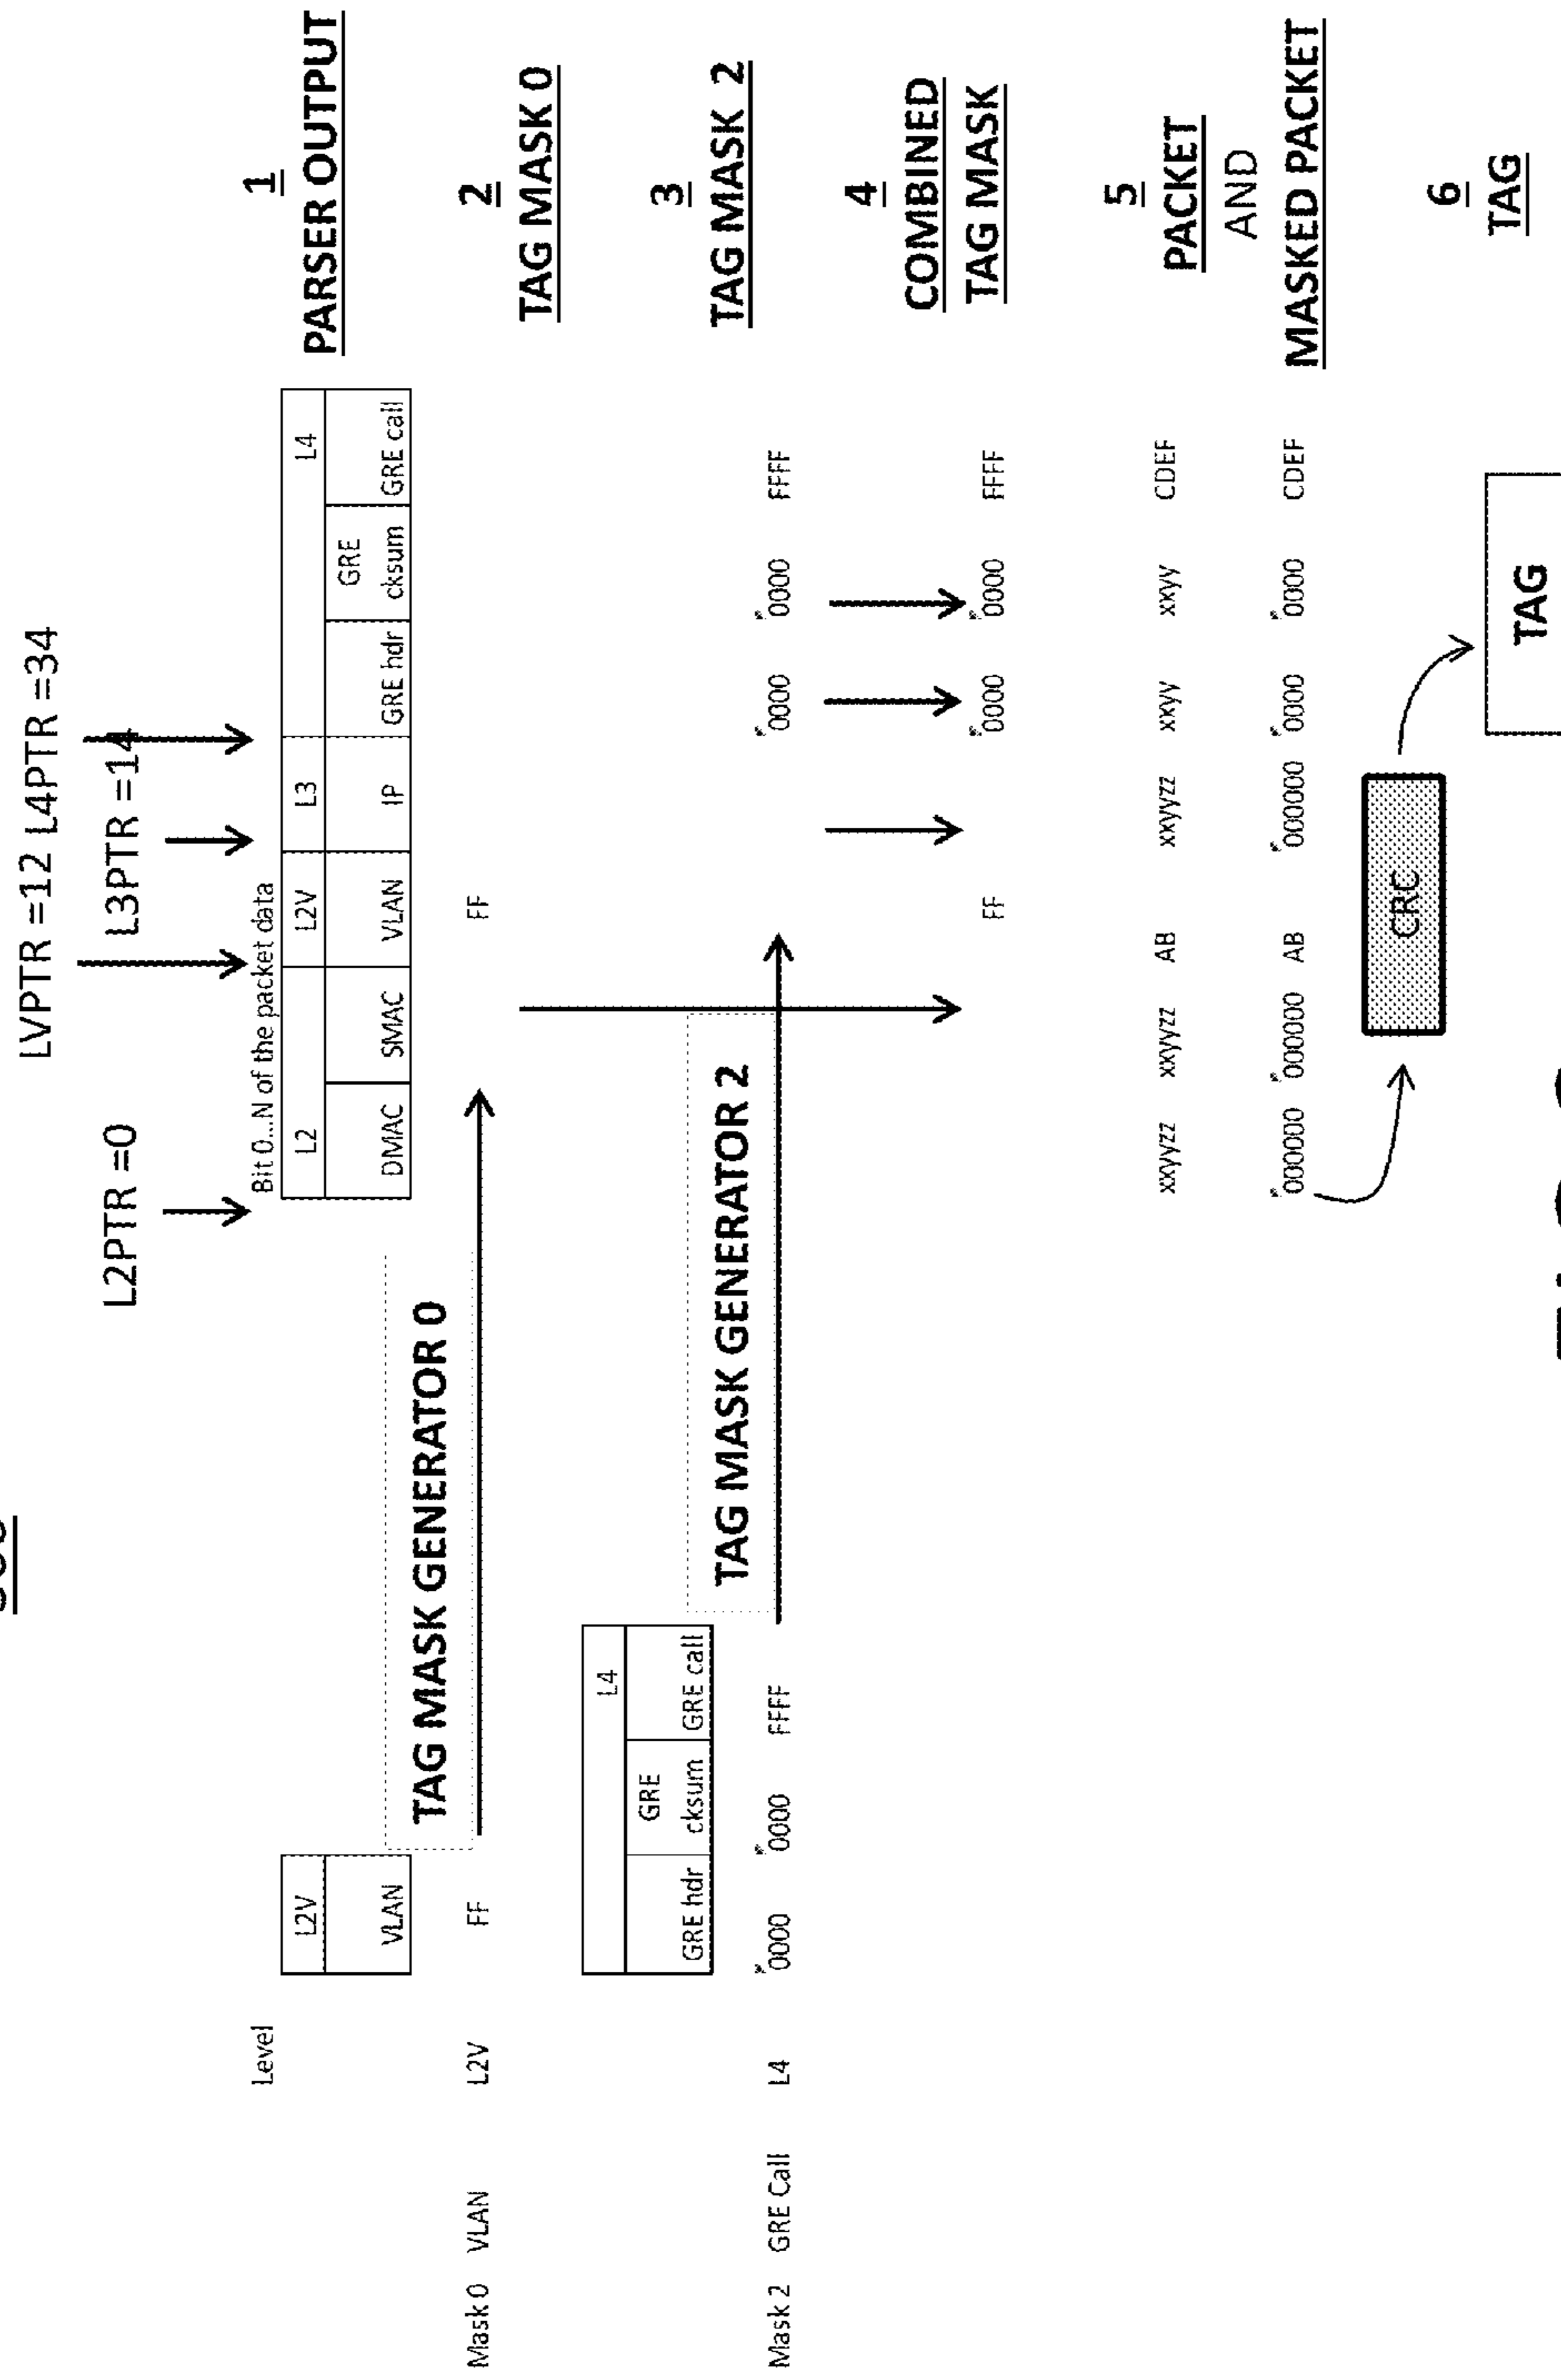 LVPTR =12 L4PTR =34
L2PTR =0
L3PTR =14
Level
Bit 0...N of the packet data
1
PARSER OUTPUT
L2V
VLAN
L2
L2V
L3
L4
DMAC
SMAC
VLAN
IP
GRE hdr
GRE
cksum
GRE call
TAG MASK GENERATOR 0
2
TAG MASK 0
Mask 0 VLAN L2V FF
FF
L4
GRE hdr
GRE
cksum
GRE call
TAG MASK GENERATOR 2
3
TAG MASK 2
Mask 2 GRE Call L4 0000 0000 FFFF
0000 0000 FFFF
4
COMBINED
TAG MASK
FF 0000 0000 FFFF
5
PACKET
AND
MASKED PACKET
xxyyzz xxyyzz AB xxyyzz xxyy xxyy CDEF
000000 000000 AB 000000 0000 0000 CDEF
CRC
6
TAG
TAG